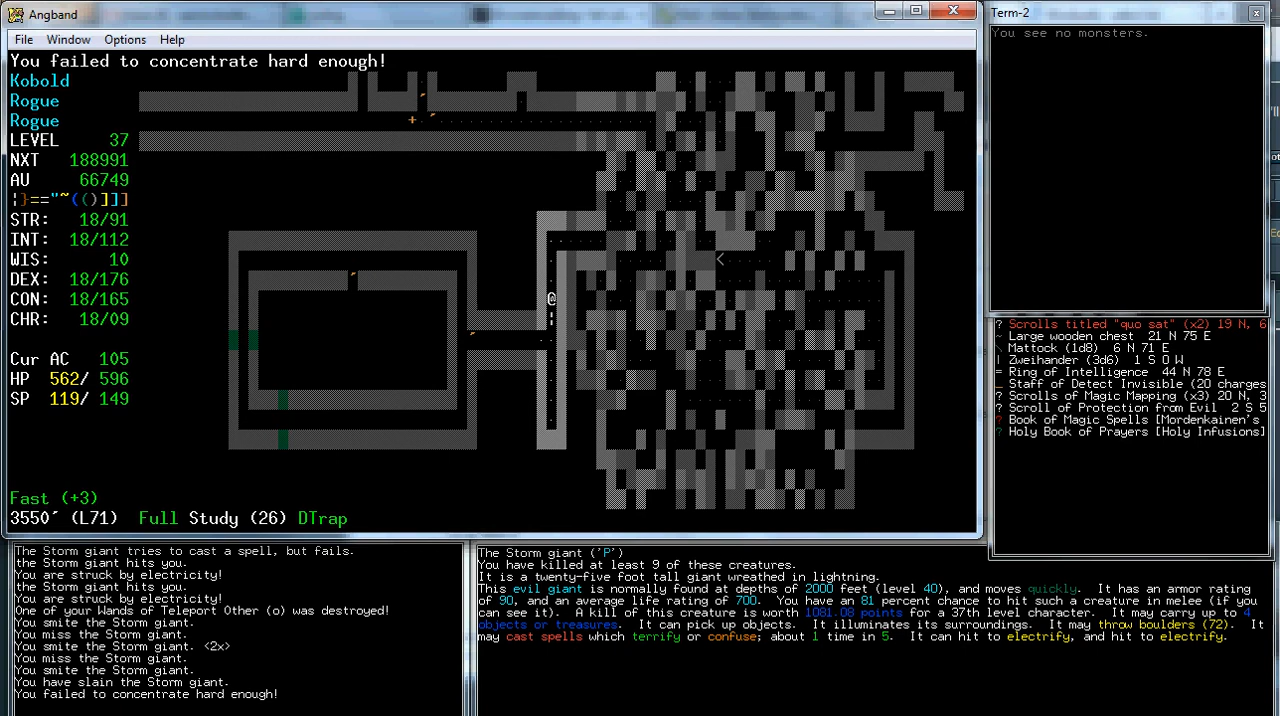 Angband
Term-2
File Window Options Help
You see no monsters.
You failed to concentrate hard enough!
Kobold
Rogue
Rogue
LEVEL 37
NXT 188991
AU 66749
STR: 18/91
INT: 18/112
WIS: 10
DEX: 18/176
CON: 18/165
CHR: 18/09
Cur AC 105
HP 562/ 596
SP 119/ 149
Fast (+3)
3550´ (L71) Full Study (26) DTrap
? Scrolls titled "quo sat" (x2) 19 N, 6
~ Large wooden chest 21 N 75 E
\ Mattock (1d8) 6 N 71 E
| Zweihander (3d6) 1 S 0 W
= Ring of Intelligence 44 N 78 E
_ Staff of Detect Invisible (20 charges
? Scrolls of Magic Mapping (x3) 20 N, 3
? Scroll of Protection from Evil 2 S 5
? Book of Magic Spells [Mordenkainen's
? Holy Book of Prayers [Holy Infusions]
The Storm giant tries to cast a spell, but fails.
the Storm giant hits you.
You are struck by electricity!
the Storm giant hits you.
You are struck by electricity!
One of your Wands of Teleport Other (o) was destroyed!
You smite the Storm giant.
You miss the Storm giant.
You smite the Storm giant. <2x>
You miss the Storm giant.
You smite the Storm giant.
You have slain the Storm giant.
You failed to concentrate hard enough!
The Storm giant ('P')
You have killed at least 9 of these creatures.
It is a twenty-five foot tall giant wreathed in lightning.
This evil giant is normally found at depths of 2000 feet (level 40), and moves quickly. It has an armor rating
of 90, and an average life rating of 700. You have an 81 percent chance to hit such a creature in melee (if you
can see it). A kill of this creature is worth 1081.08 points for a 37th level character. It may carry up to 4
objects or treasures. It can pick up objects. It illuminates its surroundings. It may throw boulders (72). It
may cast spells which terrify or confuse; about 1 time in 5. It can hit to electrify, and hit to electrify.